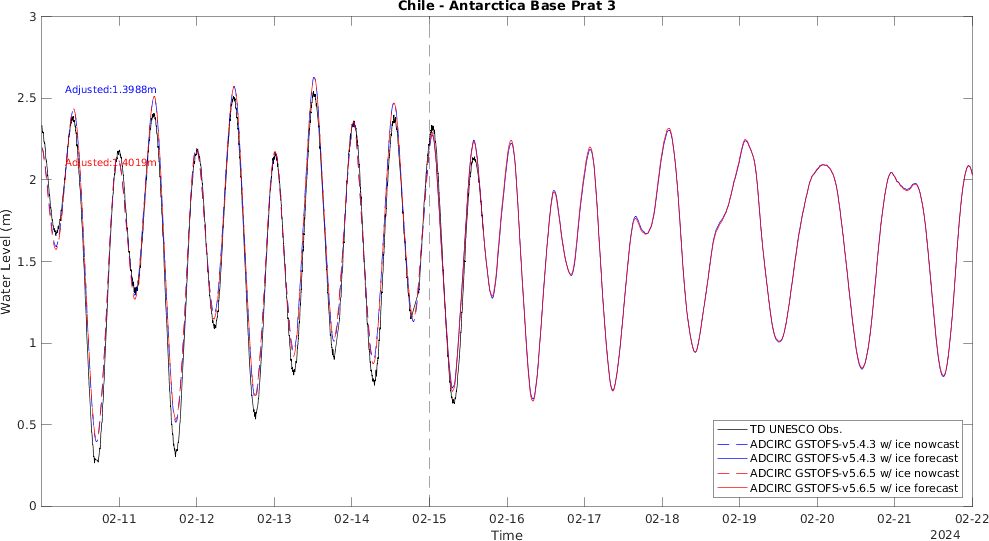 Chile - Antarctica Base Prat 3
3
2.5
2
1.5
1
0.5
0
Water Level (m)
Adjusted:1.3988m
Adjusted:1.4019m
TD UNESCO Obs.
ADCIRC GSTOFS-v5.4.3 w/ ice nowcast
ADCIRC GSTOFS-v5.4.3 w/ ice forecast
ADCIRC GSTOFS-v5.6.5 w/ ice nowcast
ADCIRC GSTOFS-v5.6.5 w/ ice forecast
02-11 02-12 02-13 02-14 02-15 02-16 02-17 02-18 02-19 02-20 02-21 02-22
Time
2024